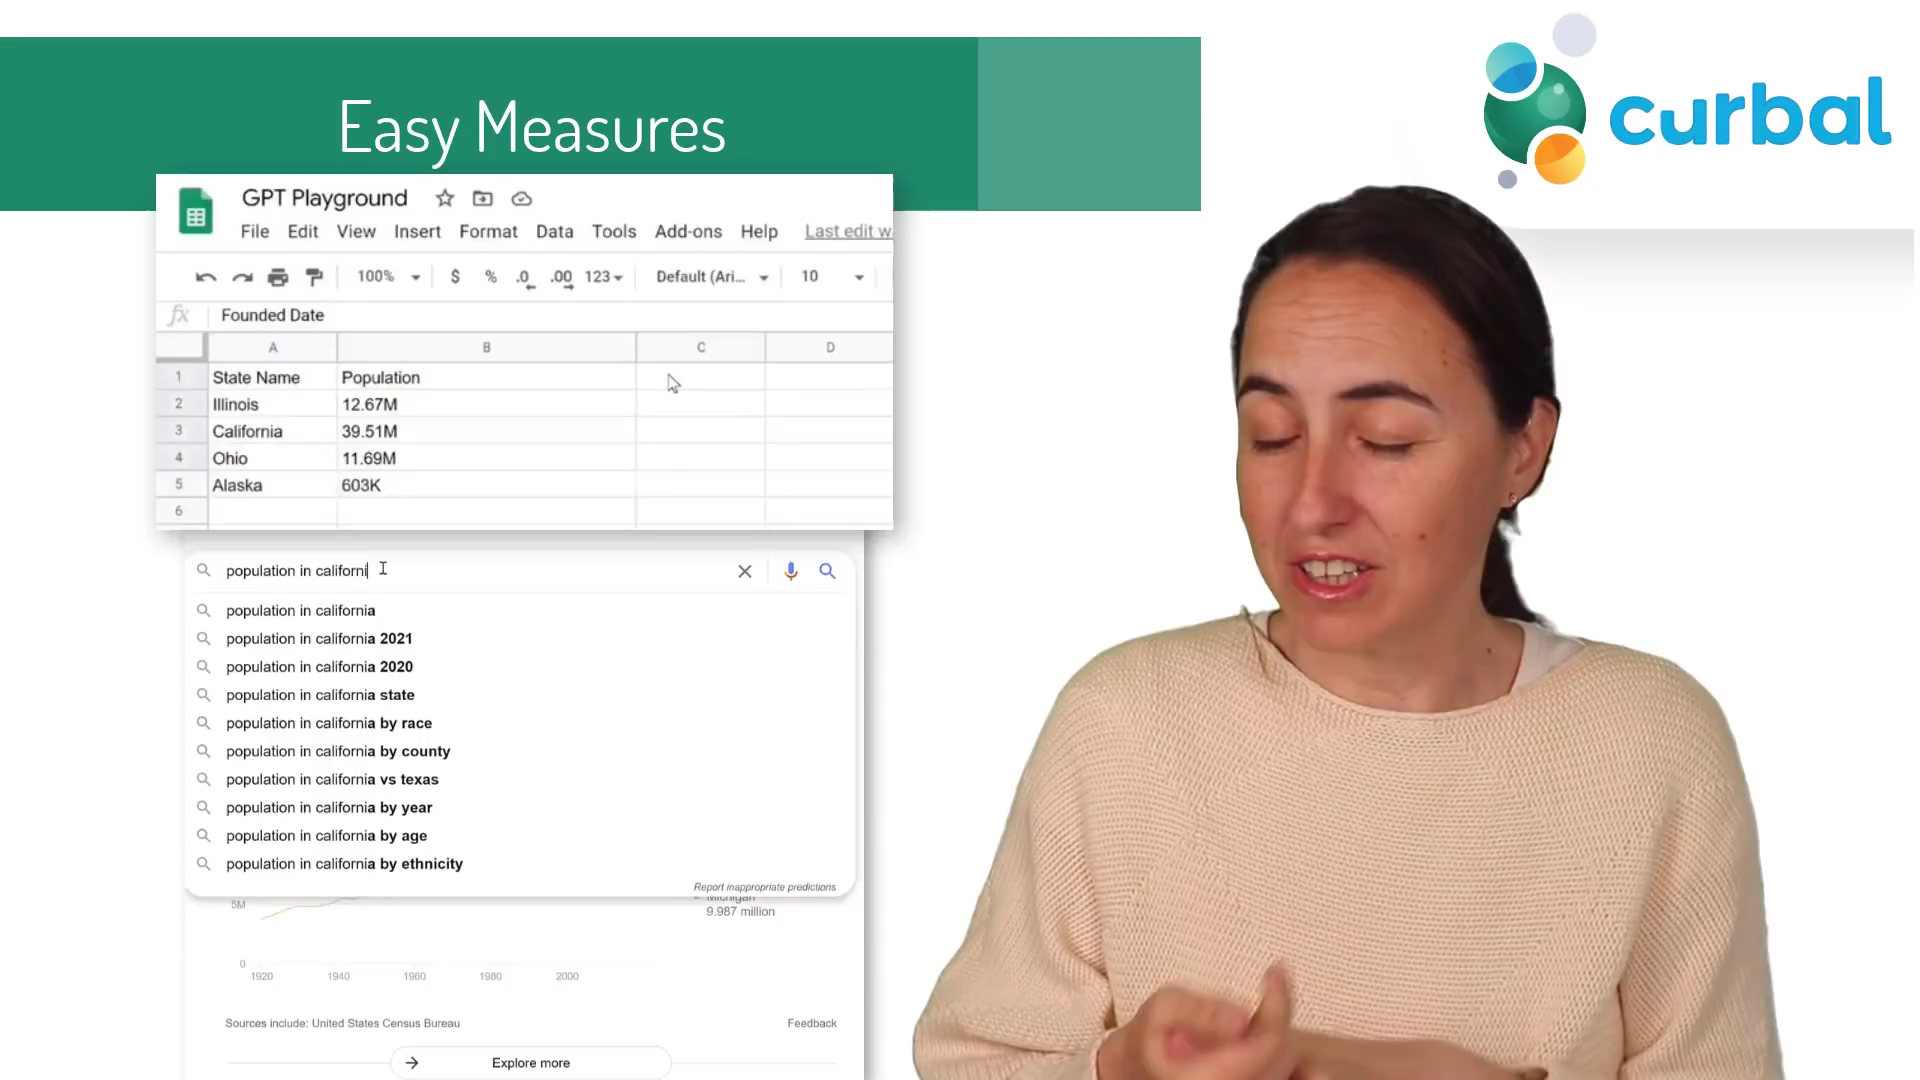 Easy Measures
curbal
GPT Playground
File Edit View Insert Format Data Tools Add-ons Help Last edit w
100% $ % .0 .00 123 Default (Ari... 10
fx Founded Date
A B C D
1 State Name Population
2 Illinois 12.67M
3 California 39.51M
4 Ohio 11.69M
5 Alaska 603K
6
population in californi
population in california
population in california 2021
population in california 2020
population in california state
population in california by race
population in california by county
population in california vs texas
population in california by year
population in california by age
population in california by ethnicity
Report inappropriate predictions
5M Michigan
9.987 million
0
1920 1940 1960 1980 2000
Sources include: United States Census Bureau Feedback
Explore more